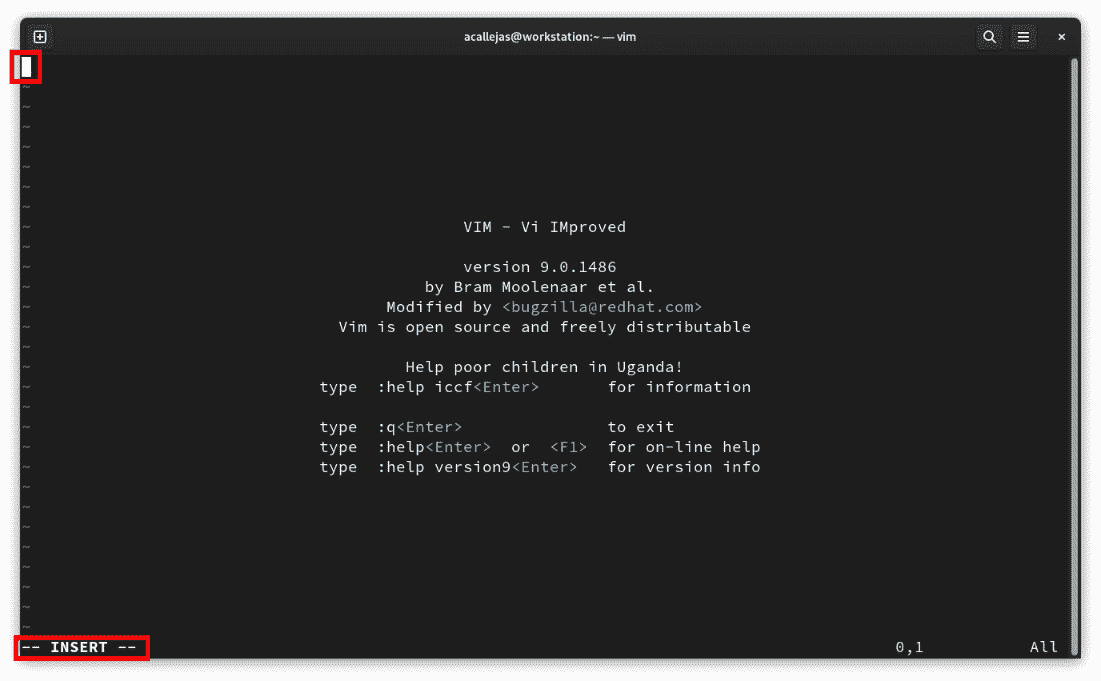 acallejas@workstation:~ — vim
~
~
~
~
~
~
~
VIM - Vi IMproved
~
~
version 9.0.1486
~
by Bram Moolenaar et al.
~
Modified by <bugzilla@redhat.com>
~
Vim is open source and freely distributable
~
~
Help poor children in Uganda!
~
type :help iccf<Enter> for information
~
~
type :q<Enter> to exit
~
type :help<Enter> or <F1> for on-line help
~
type :help version9<Enter> for version info
~
~
~
~
~
~
~
~
-- INSERT -- 0,1 All